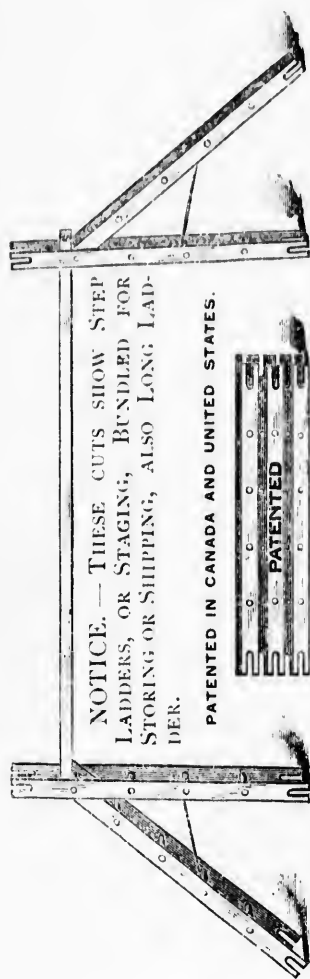 NOTICE. — THESE CUTS SHOW STEP
LADDERS, OR STAGING, BUNDLED FOR
STORING OR SHIPPING, ALSO LONG LAD-
DER.
PATENTED IN CANADA AND UNITED STATES.
PATENTED